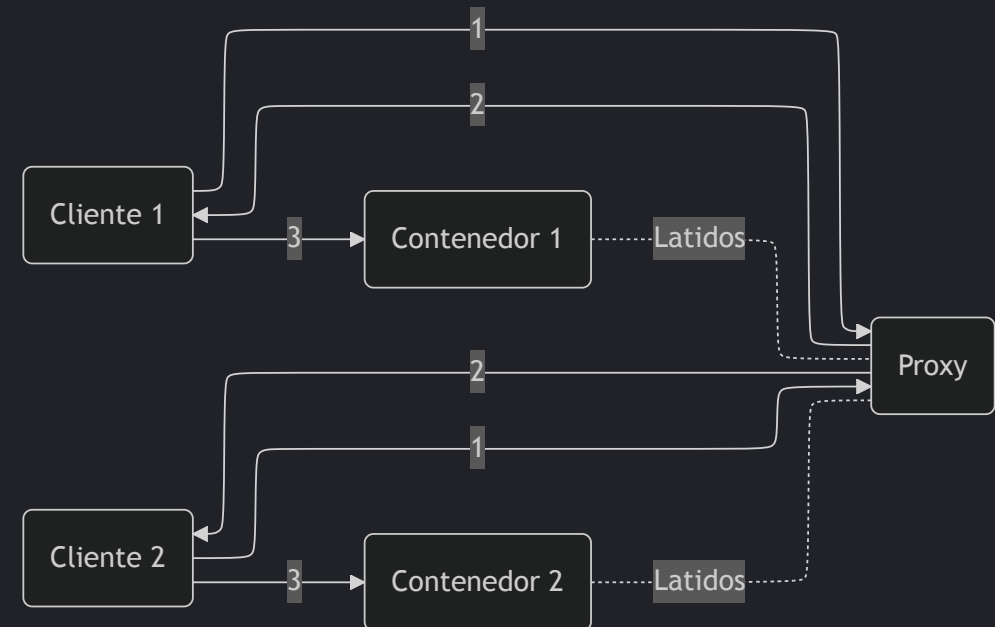 1
2
Cliente 1
3
Contenedor 1
Latidos
Proxy
2
1
Cliente 2
3
Contenedor 2
Latidos